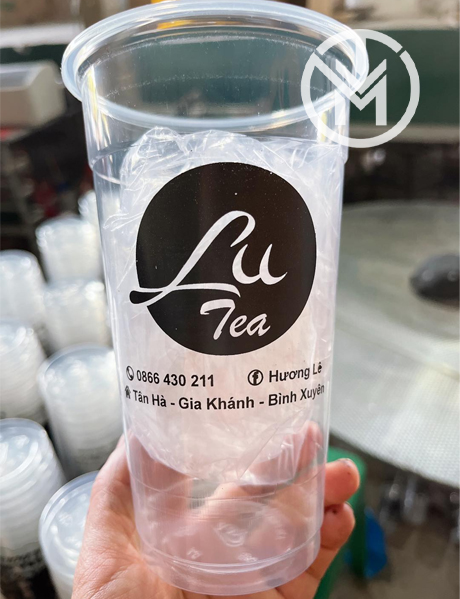 Lu
Tea
0866 430 211 Hương Lê
Tân Hà - Gia Khánh - Bình Xuyên